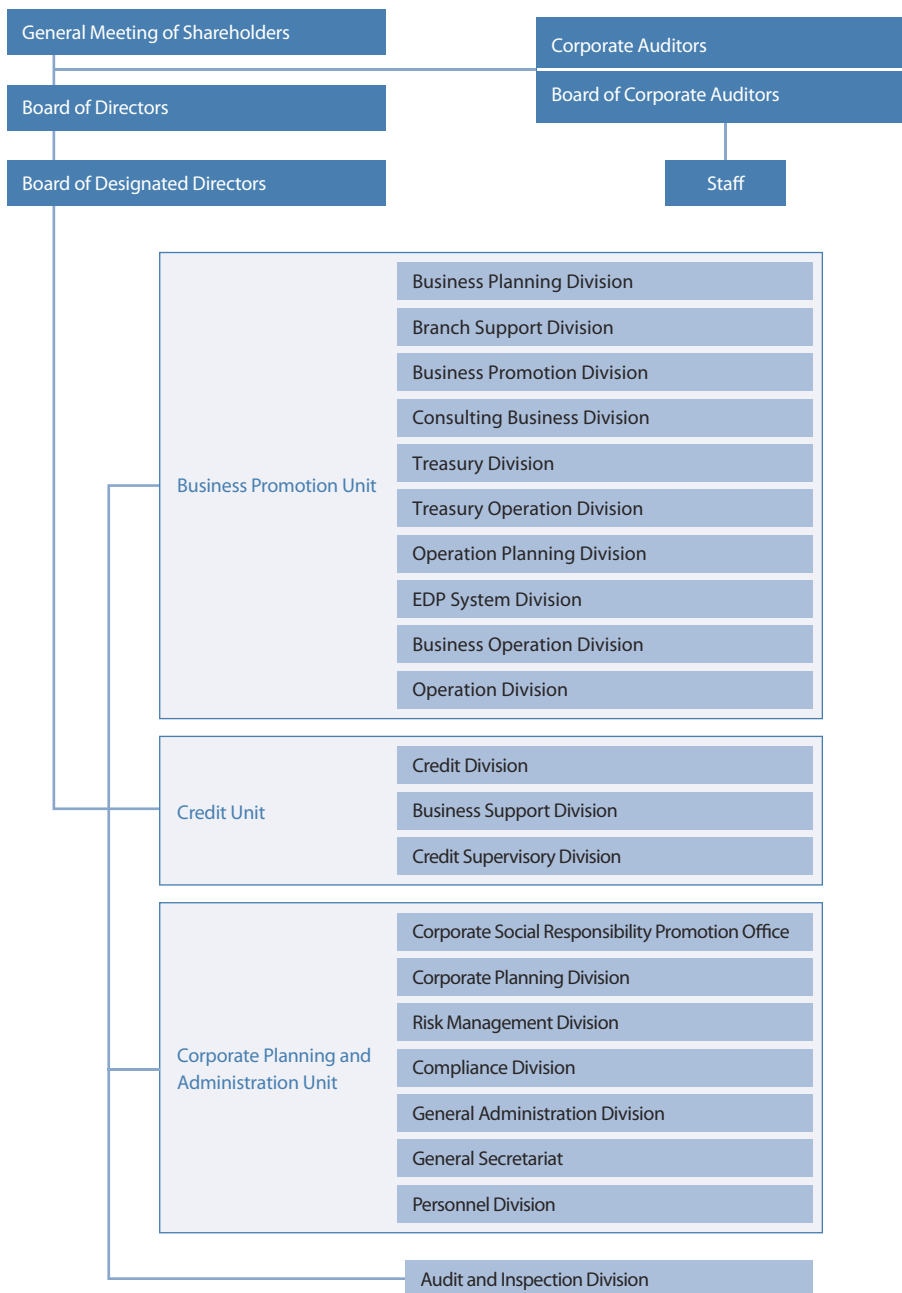 General Meeting of Shareholders
Corporate Auditors
Board of Corporate Auditors
Board of Directors
Board of Designated Directors
Staff
Business Promotion Unit
Business Planning Division
Branch Support Division
Business Promotion Division
Consulting Business Division
Treasury Division
Treasury Operation Division
Operation Planning Division
EDP System Division
Business Operation Division
Operation Division
Credit Unit
Credit Division
Business Support Division
Credit Supervisory Division
Corporate Planning and
Administration Unit
Corporate Social Responsibility Promotion Office
Corporate Planning Division
Risk Management Division
Compliance Division
General Administration Division
General Secretariat
Personnel Division
Audit and Inspection Division